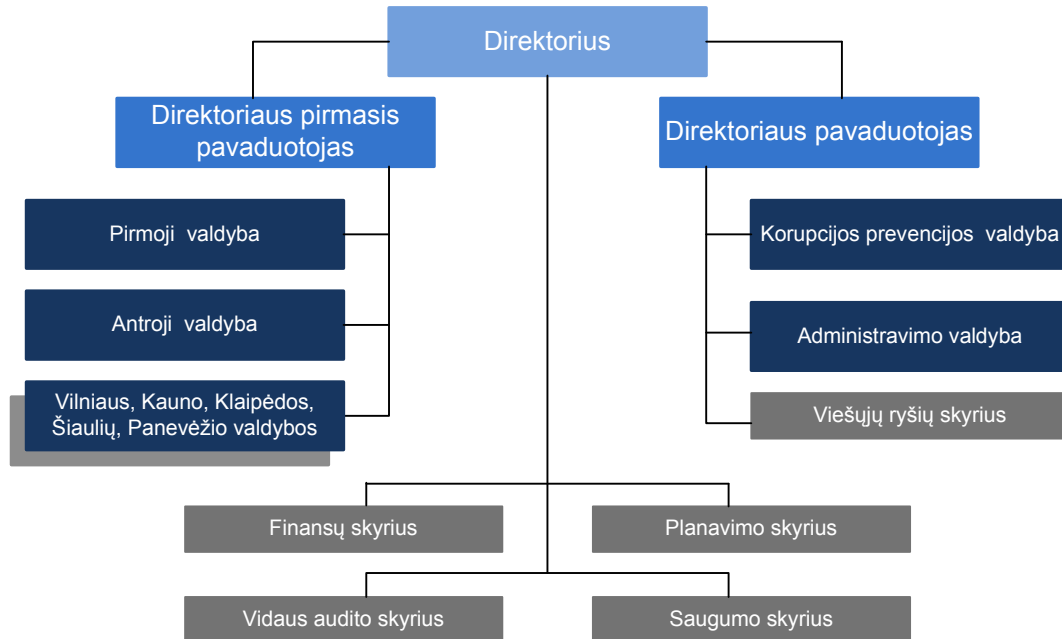 Direktorius
Direktoriaus pirmasis
pavaduotojas
Direktoriaus pavaduotojas
Pirmoji valdyba
Korupcijos prevencijos valdyba
Antroji valdyba
Administravimo valdyba
Vilniaus, Kauno, Klaipėdos,
Šiaulių, Panevėžio valdybos
Viešųjų ryšių skyrius
Finansų skyrius
Planavimo skyrius
Vidaus audito skyrius
Saugumo skyrius